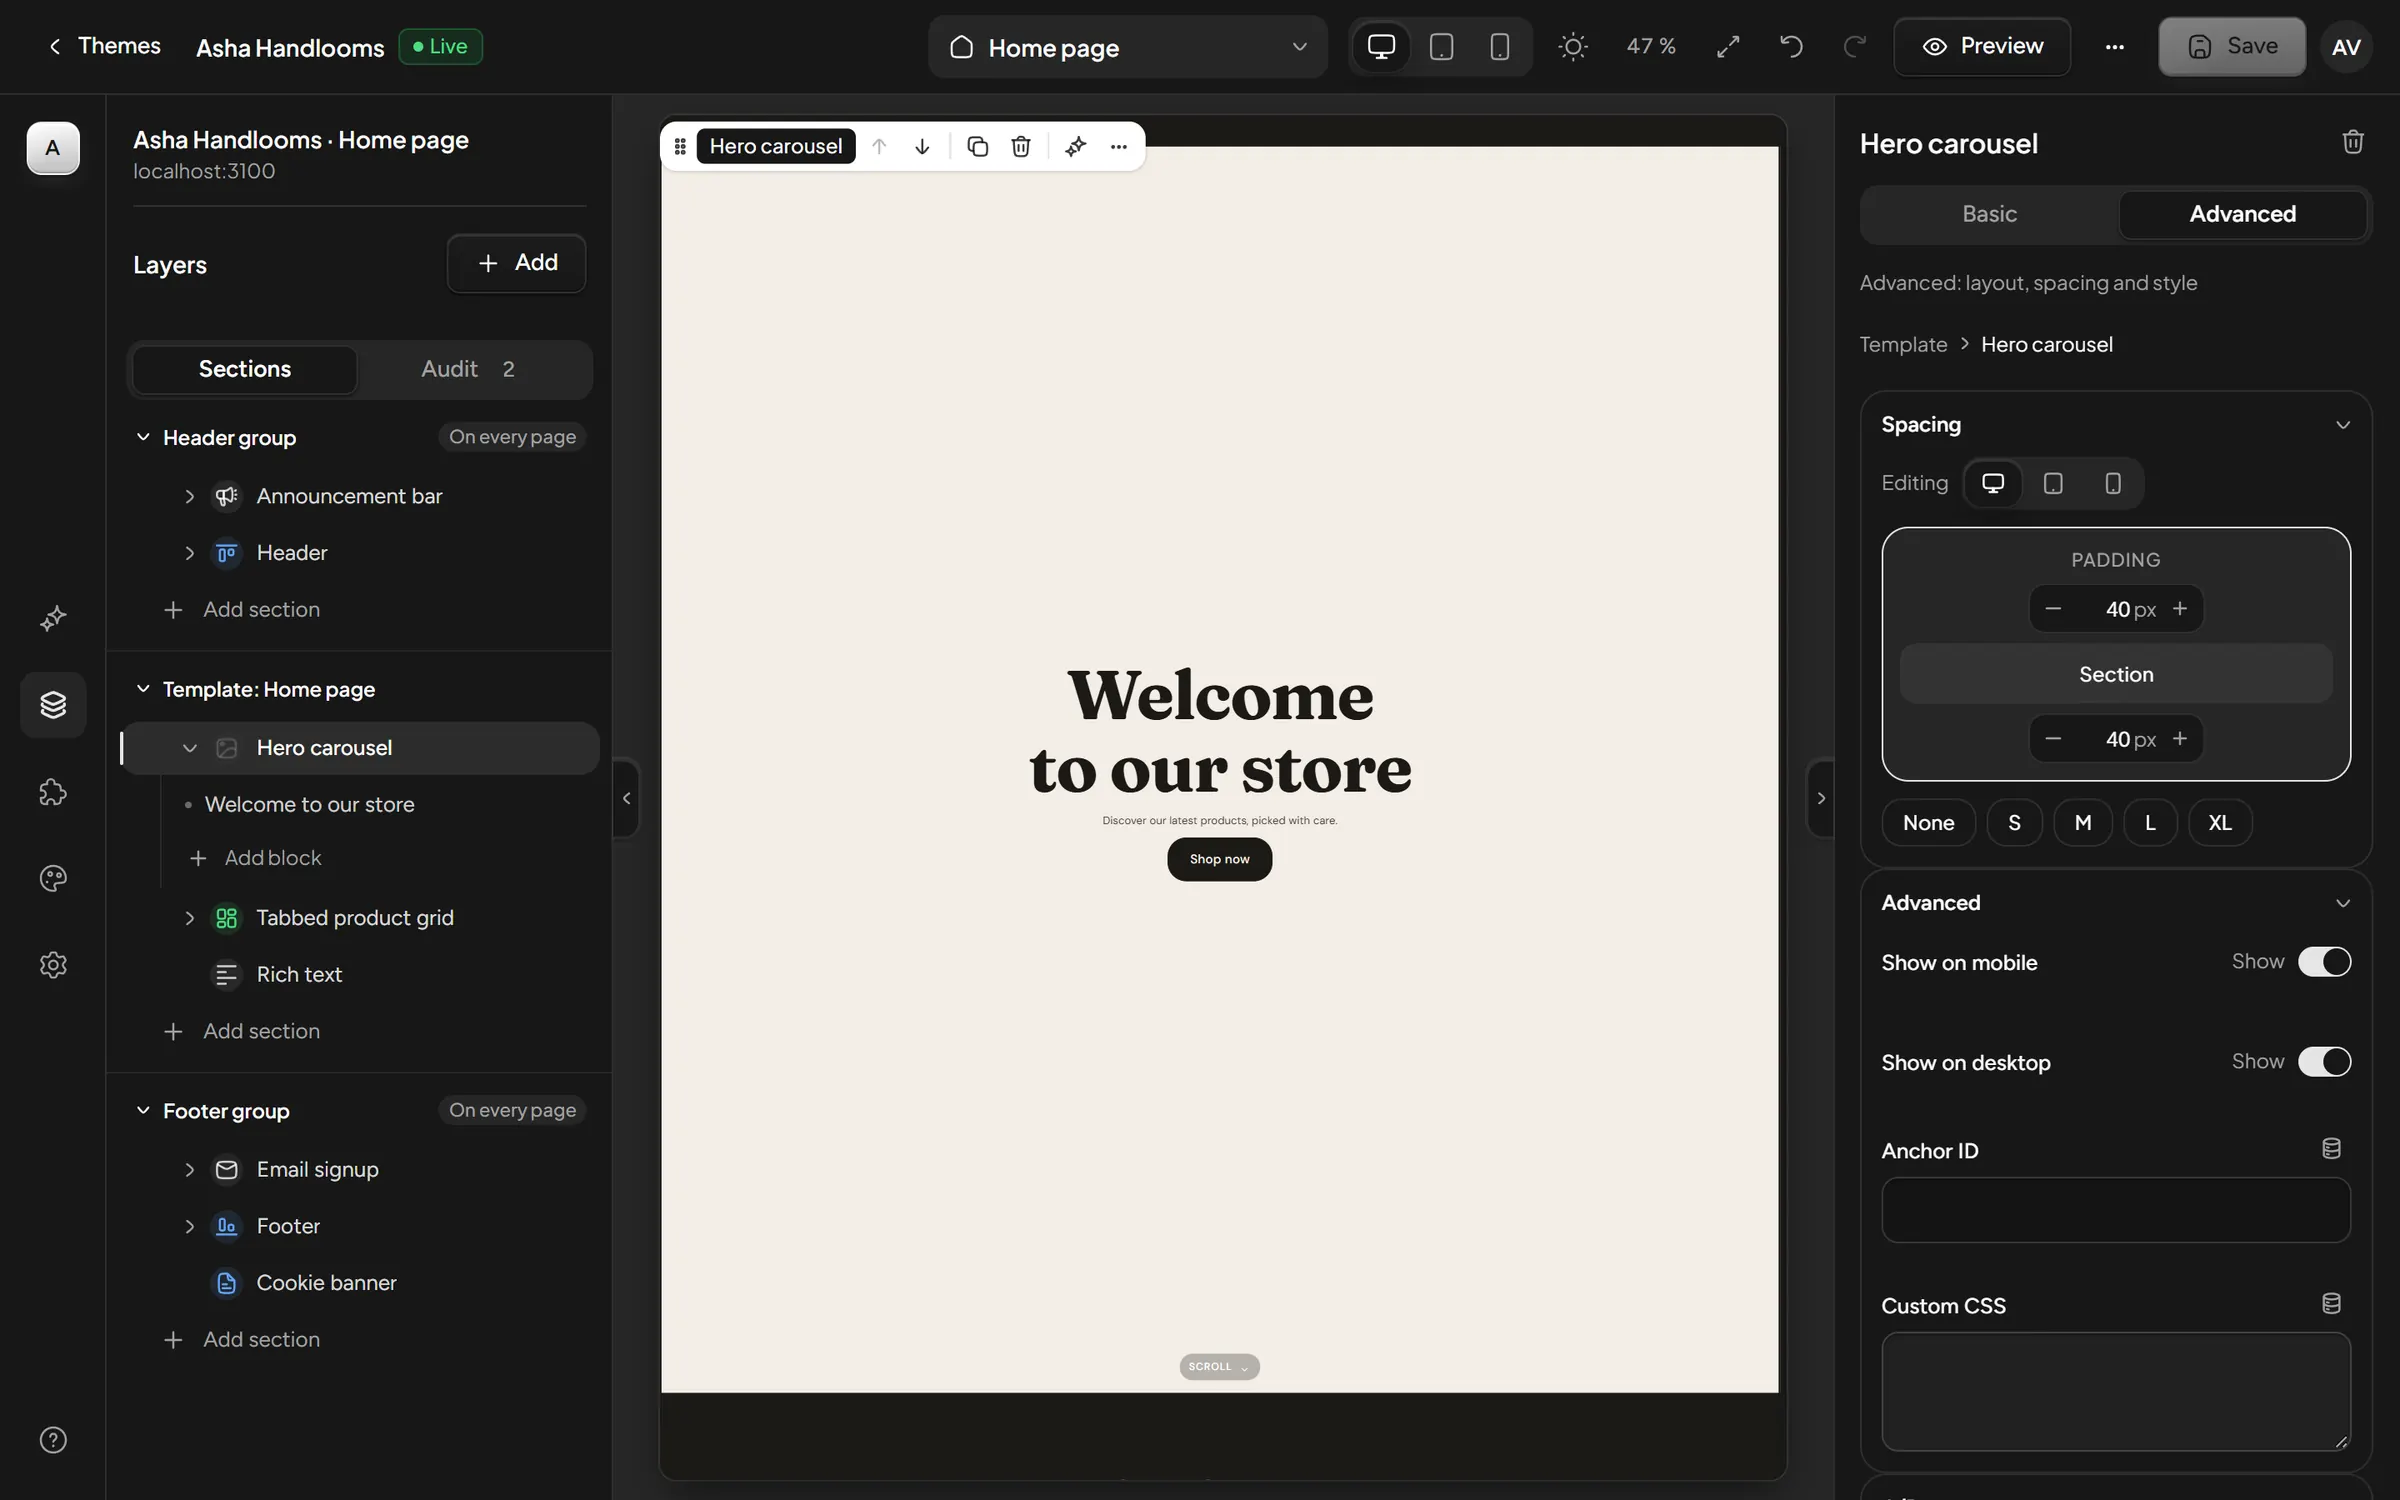 Themes
Asha Handlooms
Live
Home page
47 %
Preview
Save
AV
A
Asha Handlooms · Home page
localhost:3100
Layers
Add
Sections
Audit 2
Header group
On every page
Announcement bar
Header
Add section
Template: Home page
Hero carousel
Welcome to our store
Add block
Tabbed product grid
Rich text
Add section
Footer group
On every page
Email signup
Footer
Cookie banner
Add section
Hero carousel
Welcome
to our store
Discover our latest products, picked with care.
Shop now
SCROLL
Hero carousel
Basic
Advanced
Advanced: layout, spacing and style
Template
Hero carousel
Spacing
Editing
PADDING
40 px
Section
40 px
None
S
M
L
XL
Advanced
Show on mobile
Show
Show on desktop
Show
Anchor ID
Custom CSS